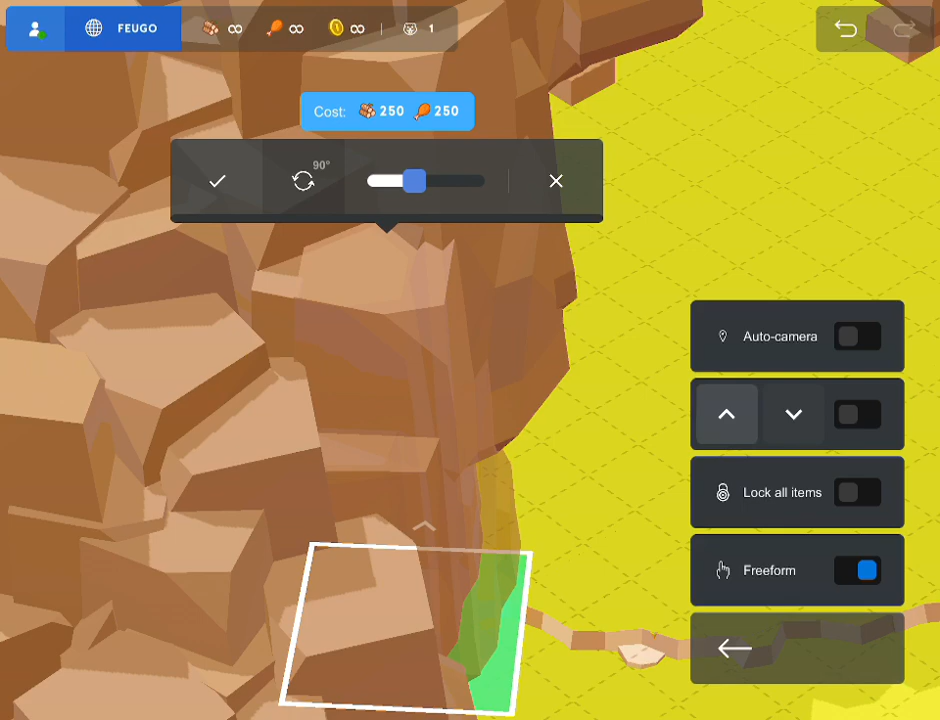 FEUGO ∞ ∞ ∞ 1
Cost: 250 250
90°
Auto-camera
Lock all items
Freeform